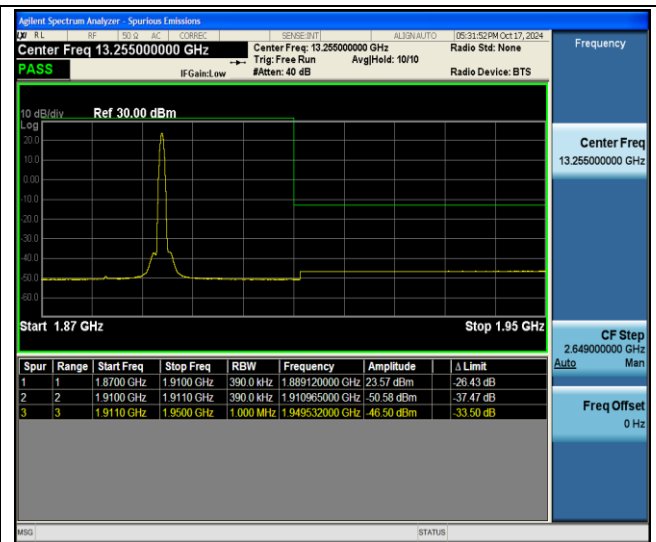 Agilent Spectrum Analyzer - Spurious Emissions
RL RF 50 Ω AC CORREC SENSE:INT ALIGN AUTO 05:31:52 PM Oct 17, 2024
Center Freq 13.255000000 GHz Center Freq: 13.255000000 GHz Radio Std: None Frequency
Trig: Free Run Avg|Hold: 10/10
PASS IFGain:Low #Atten: 40 dB Radio Device: BTS
10 dB/div Ref 30.00 dBm
Log
20.0
10.0
0.00
-10.0
-20.0
-30.0
-40.0
-50.0
-60.0
Start 1.87 GHz Stop 1.95 GHz
Center Freq
13.255000000 GHz
CF Step
2.649000000 GHz
Auto Man
Freq Offset
0 Hz
Spur Range Start Freq Stop Freq RBW Frequency Amplitude Δ Limit
1 1 1.8700 GHz 1.9100 GHz 390.0 kHz 1.889120000 GHz 23.57 dBm -26.43 dB
2 2 1.9100 GHz 1.9110 GHz 390.0 kHz 1.910965000 GHz -50.58 dBm -37.47 dB
3 3 1.9110 GHz 1.9500 GHz 1.000 MHz 1.949532000 GHz -46.50 dBm -33.50 dB
MSG STATUS